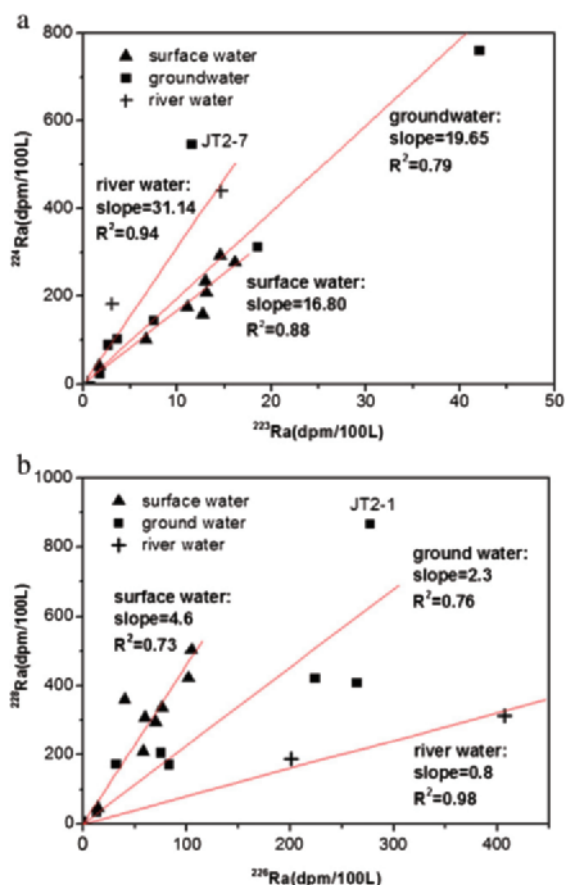 a
800
600
400
200
0
²²⁴Ra(dpm/100L)
surface water
groundwater
river water
JT2-7
river water:
slope=31.14
R²=0.94
groundwater:
slope=19.65
R²=0.79
surface water:
slope=16.80
R²=0.88
0 10 20 30 40 50
²²³Ra(dpm/100L)
b
1000
800
600
400
200
0
²²⁸Ra(dpm/100L)
surface water
ground water
river water
JT2-1
surface water:
slope=4.6
R²=0.73
ground water:
slope=2.3
R²=0.76
river water:
slope=0.8
R²=0.98
0 100 200 300 400
²²⁶Ra(dpm/100L)